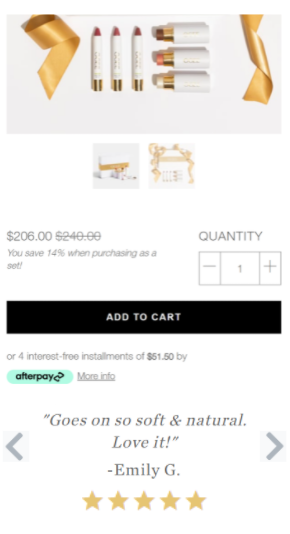 $206.00 $240.00
QUANTITY
You save 14% when purchasing as a
set!
— 1 +
ADD TO CART
or 4 interest-free installments of $51.50 by
afterpay More info
"Goes on so soft & natural.
Love it!"
-Emily G.